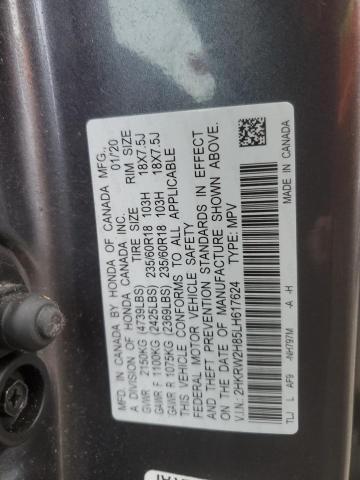 MFD. IN CANADA BY HONDA OF CANADA MFG.,
A DIVISION OF HONDA CANADA INC. 01/20
TIRE SIZE RIM SIZE
GVWR 2150KG (4739LBS)
GAWR F 1100KG (2425LBS) 235/60R18 103H 18X7.5J
GAWR R 1075KG (2369LBS) 235/60R18 103H 18X7.5J
THIS VEHICLE CONFORMS TO ALL APPLICABLE
FEDERAL MOTOR VEHICLE SAFETY
AND THEFT PREVENTION STANDARDS IN EFFECT
ON THE DATE OF MANUFACTURE SHOWN ABOVE.
V.I.N.: 2HKRW2H85LH617624 TYPE: MPV
TLJ L AF9 -NH797M -A -H
MADE IN CANADA